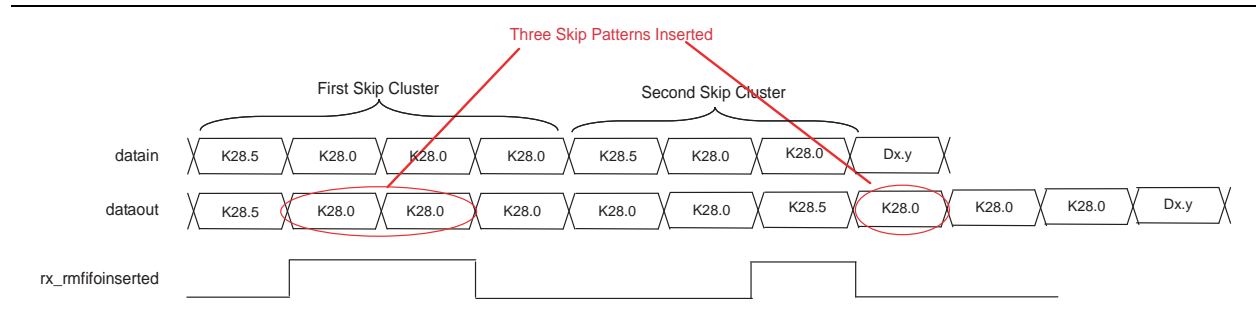 Three Skip Patterns Inserted
First Skip Cluster Second Skip Cluster
datain K28.5 K28.0 K28.0 K28.0 K28.5 K28.0 K28.0 Dx.y
dataout K28.5 K28.0 K28.0 K28.0 K28.0 K28.0 K28.5 K28.0 K28.0 K28.0 Dx.y
rx_rmfifoinserted